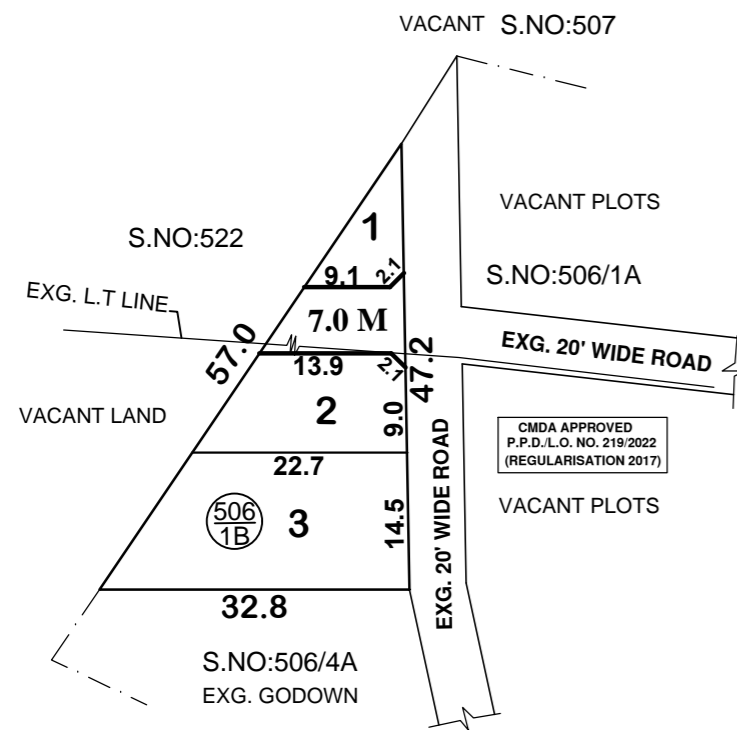 VACANT S.NO:507
VACANT PLOTS
1
S.NO:522
S.NO:506/1A
9.1
2.1
EXG. L.T LINE
7.0 M
EXG. 20' WIDE ROAD
57.0
47.2
13.9
2.1
VACANT LAND
2
9.0
CMDA APPROVED
P.P.D./L.O. NO. 219/2022
(REGULARISATION 2017)
22.7
VACANT PLOTS
506
1B
3
14.5
EXG. 20' WIDE ROAD
32.8
S.NO:506/4A
EXG. GODOWN